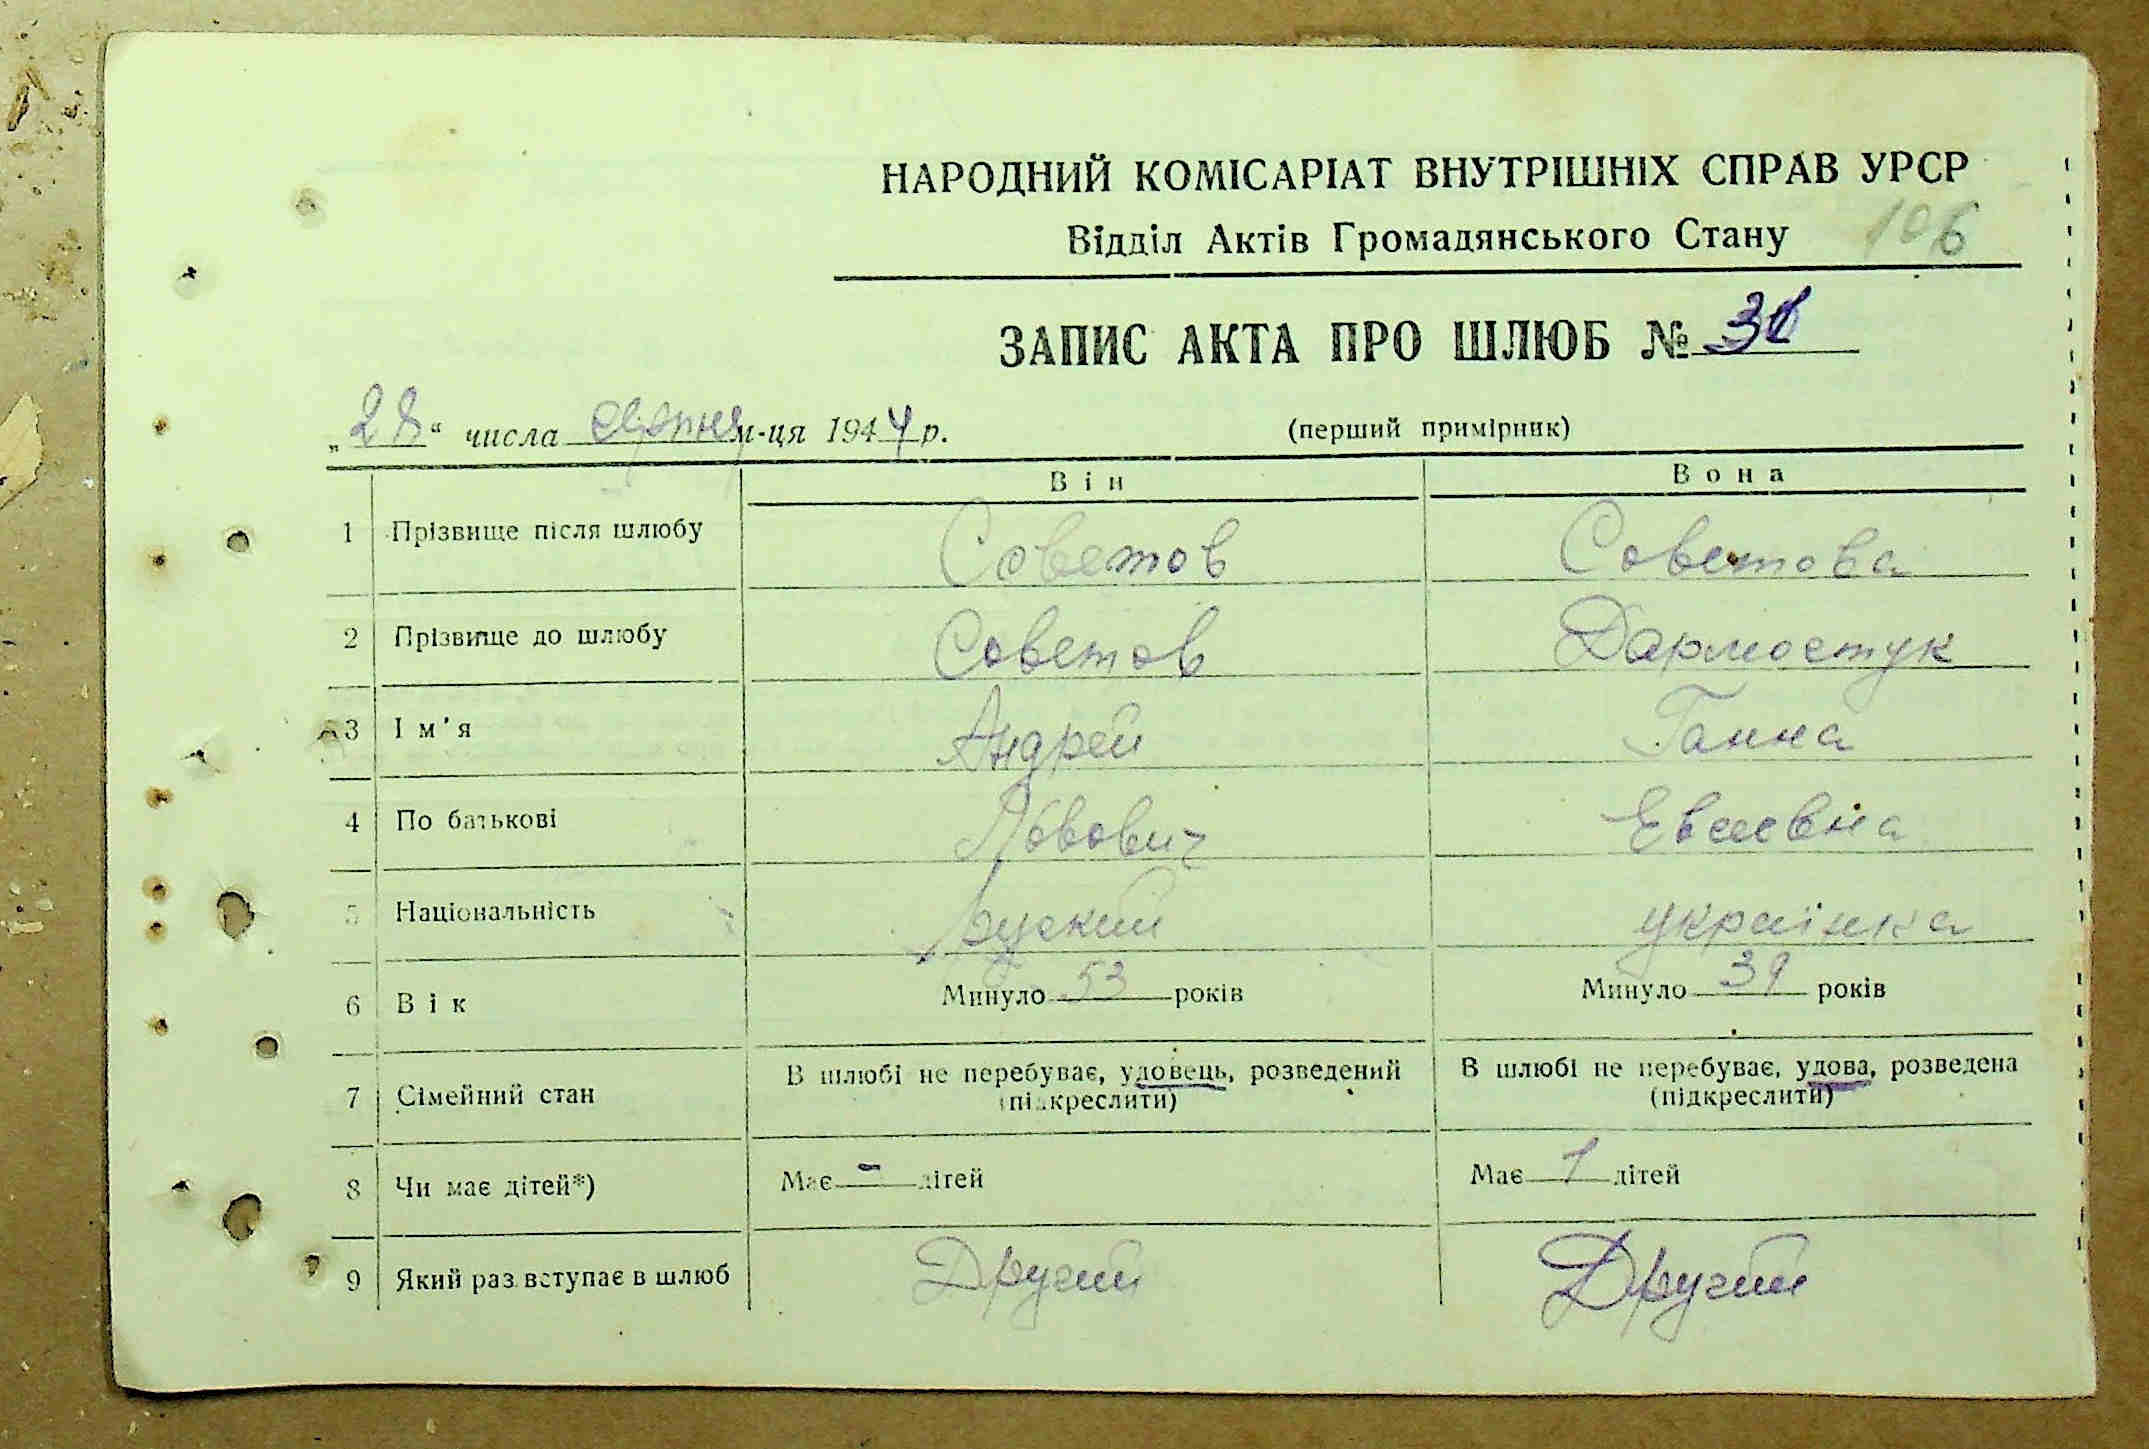 НАРОДНИЙ КОМІСАРІАТ ВНУТРІШНІХ СПРАВ УРСР
Відділ Актів Громадянського Стану 106
ЗАПИС АКТА ПРО ШЛЮБ №
„28“ числа серпня м-ця 1944 р. (перший примірник)
Він Вона
1 Прізвище після шлюбу Советов Советова
2 Прізвище до шлюбу Советов Дармостук
3 Ім'я Андрей Ганна
4 По батькові Львович Евсеевна
5 Національність руский українка
6 Вік Минуло 53 років Минуло 39 років
7 Сімейний стан В шлюбі не перебуває, удовець, розведений В шлюбі не перебуває, удова, розведена
(підкреслити) (підкреслити)
8 Чи має дітей*) Має - дітей Має 1 дітей
9 Який раз вступає в шлюб Другий Другий